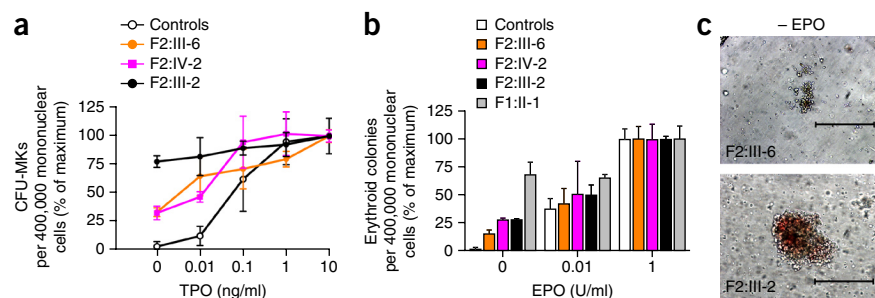 a
Controls
F2:III-6
F2:IV-2
F2:III-2
CFU-MKs
per 400,000 mononuclear
cells (% of maximum)
125
100
75
50
25
0
0
0.01
0.1
1
10
TPO (ng/ml)
b
Controls
F2:III-6
F2:IV-2
F2:III-2
F1:II-1
Erythroid colonies
per 400,000 mononuclear
cells (% of maximum)
125
100
75
50
25
0
0
0.01
1
EPO (U/ml)
c
– EPO
F2:III-6
F2:III-2